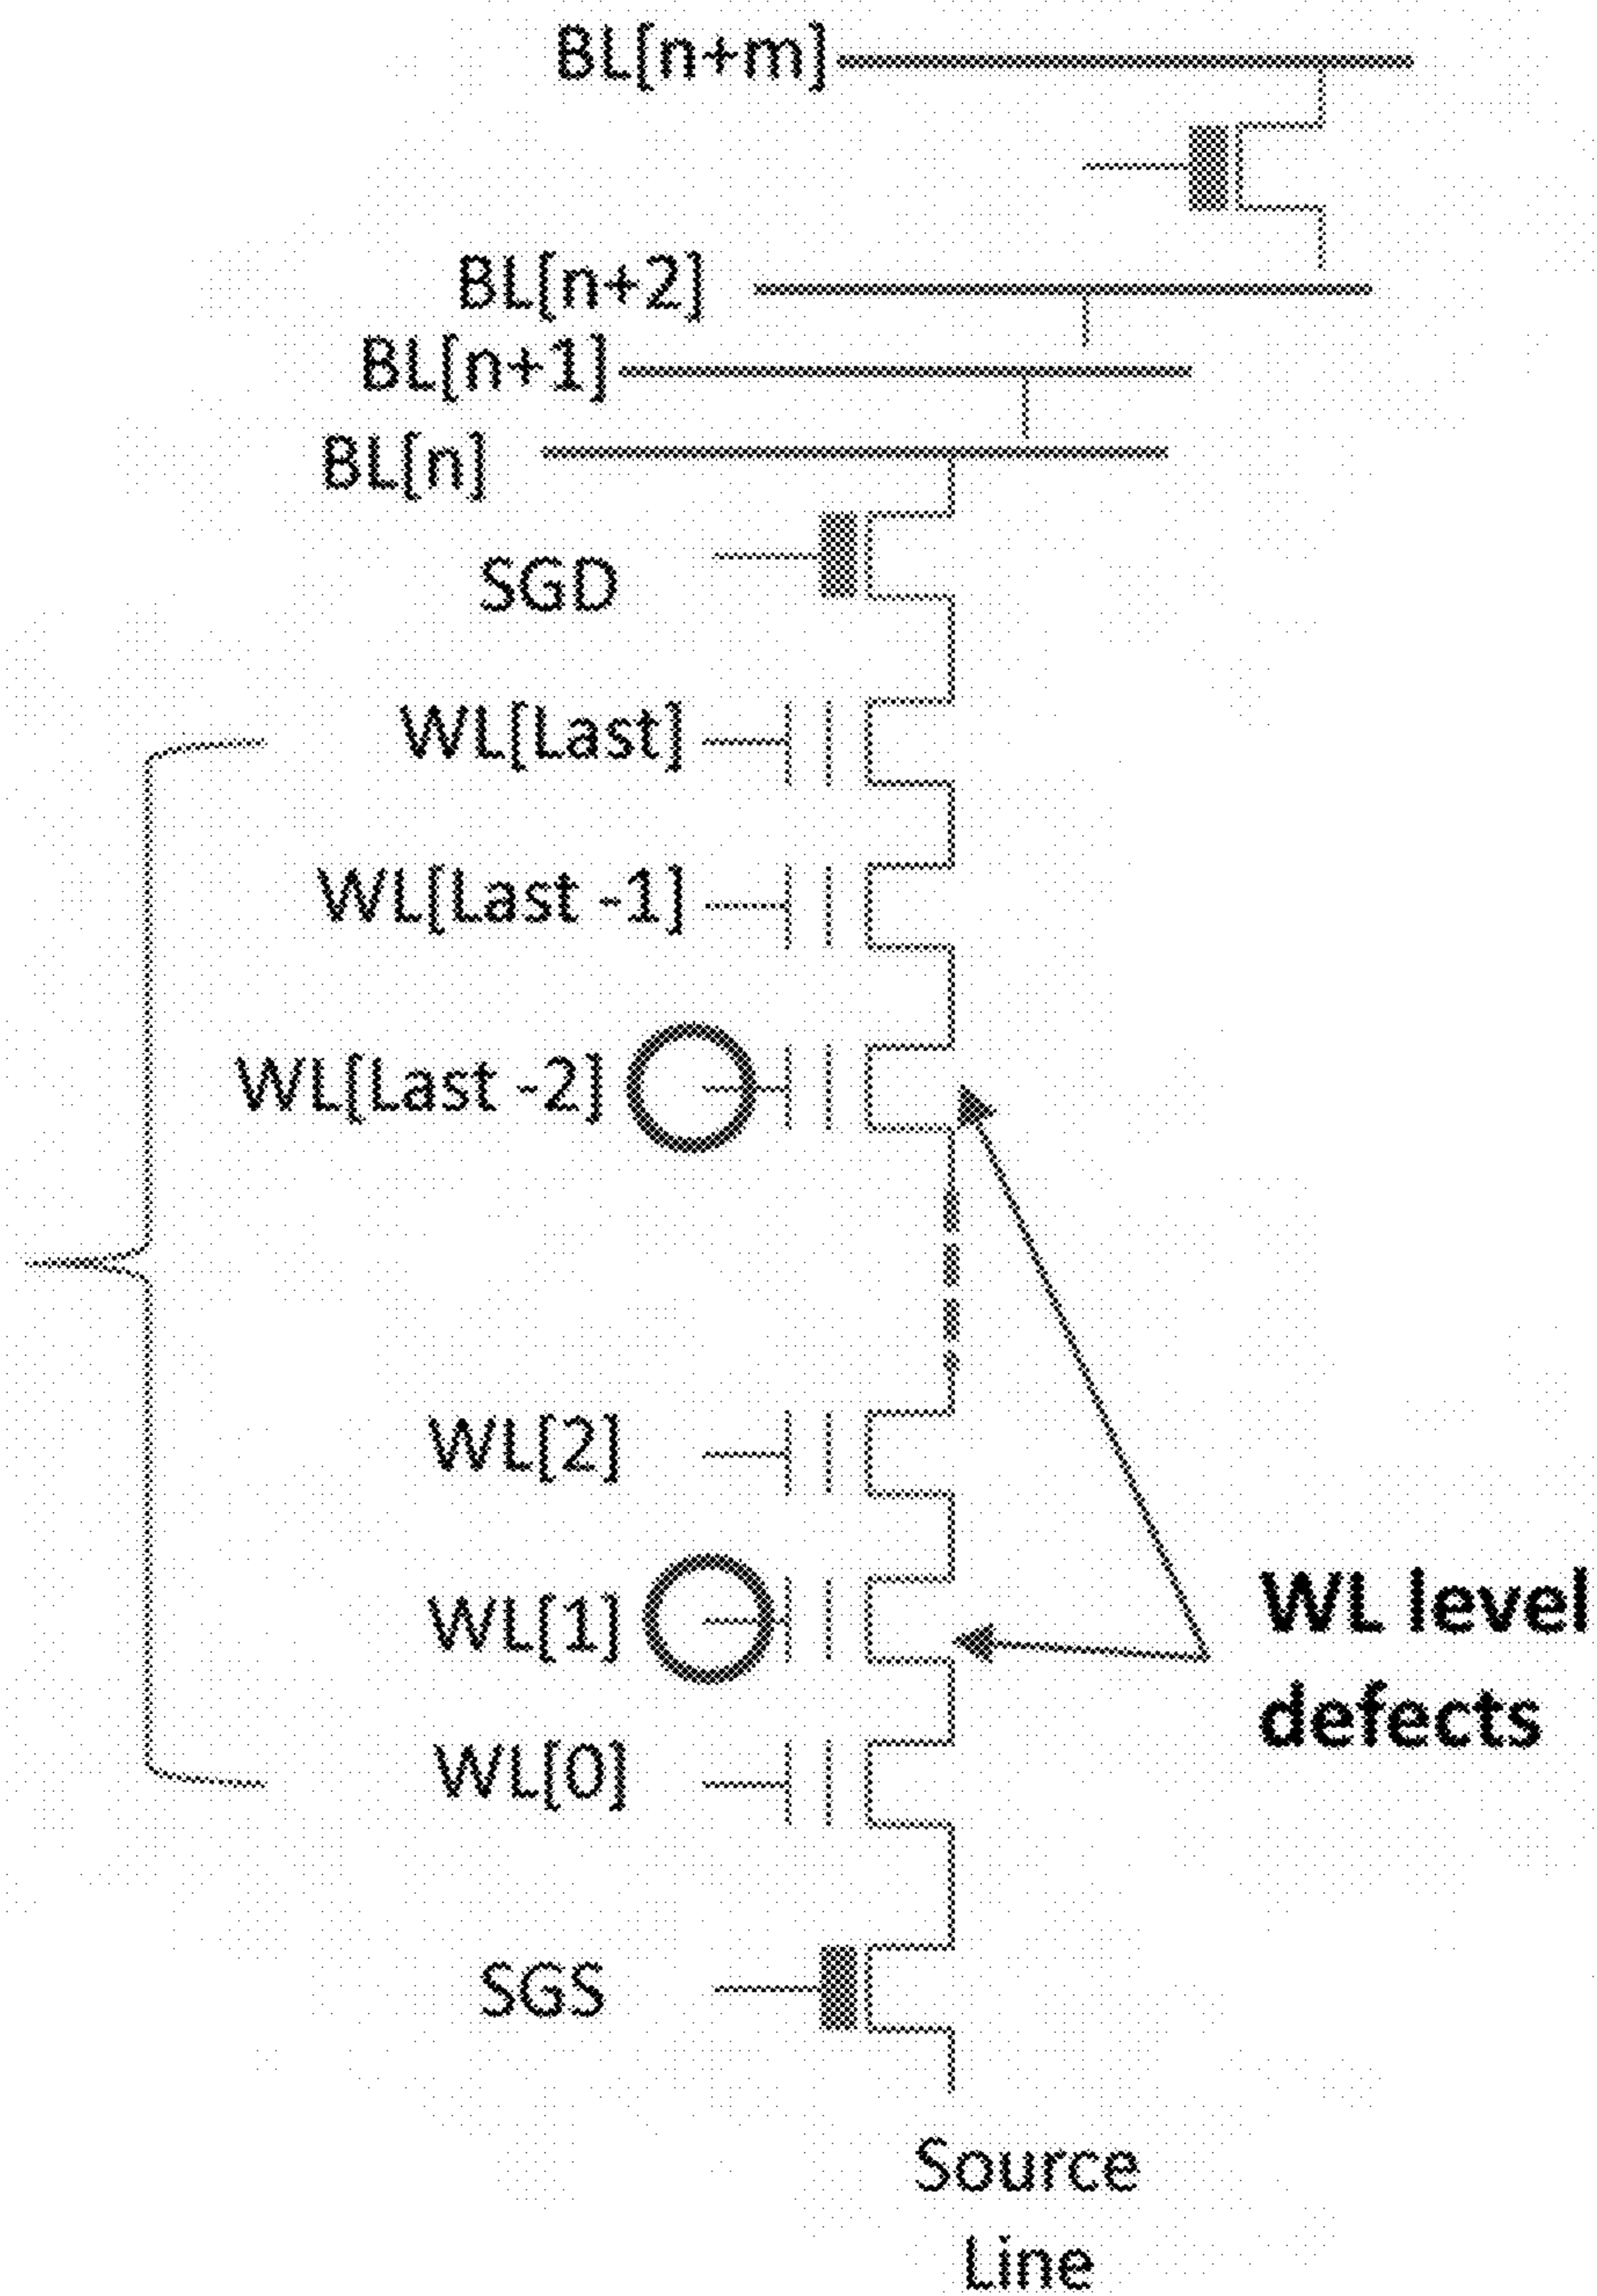 BL[n+m]
BL[n+2]
BL[n+1]
BL[n]
SGD
WL[Last]
WL[Last -1]
WL[Last -2]
WL[2]
WL[1]
WL level
defects
WL[0]
SGS
Source
Line